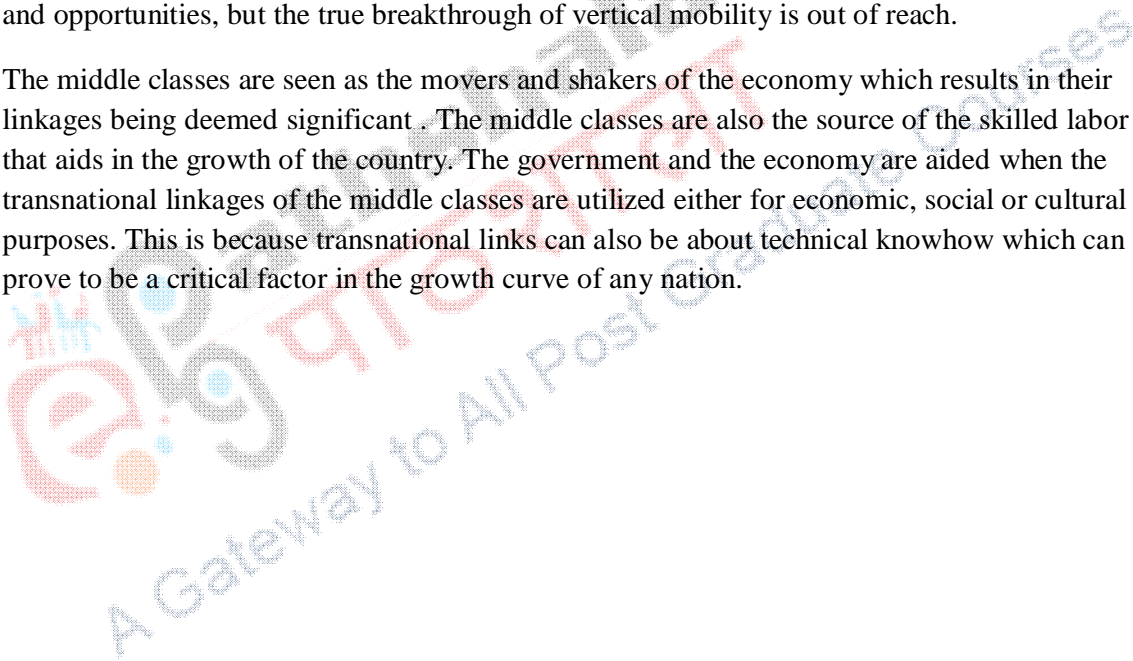 and opportunities, but the true breakthrough of vertical mobility is out of reach.
The middle classes are seen as the movers and shakers of the economy which results in their
linkages being deemed significant . The middle classes are also the source of the skilled labor
that aids in the growth of the country. The government and the economy are aided when the
transnational linkages of the middle classes are utilized either for economic, social or cultural
purposes. This is because transnational links can also be about technical knowhow which can
prove to be a critical factor in the growth curve of any nation.
पाठशाला
A Gateway to All Post Graduate Courses